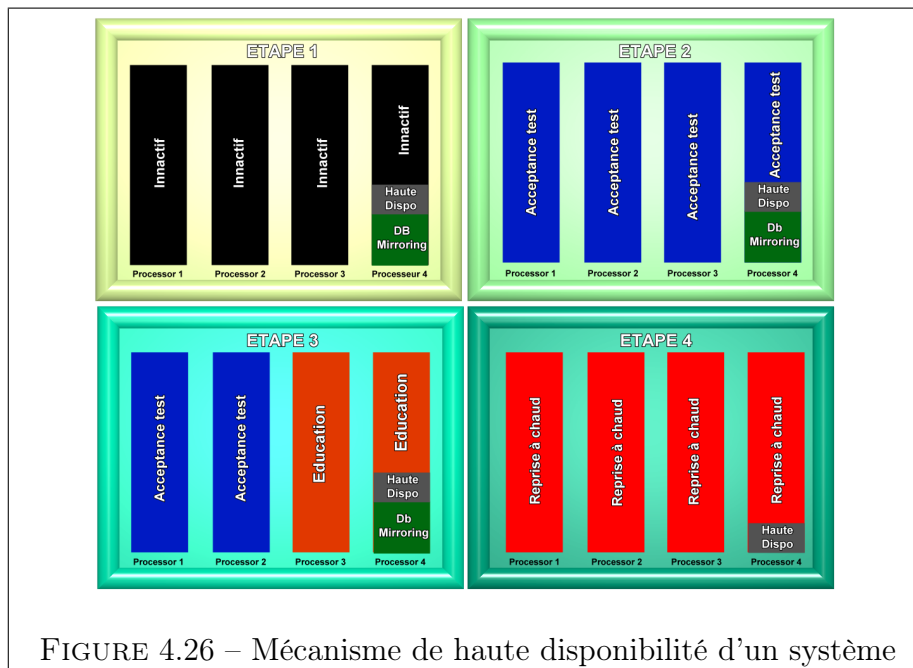 ETAPE 1
Innactif
Innactif
Innactif
Innactif
Haute
Dispo
DB
Mirroring
Processor 1
Processor 2
Processor 3
Processeur 4
ETAPE 2
Acceptance test
Acceptance test
Acceptance test
Acceptance test
Haute
Dispo
Db
Mirroring
Processor 1
Processor 2
Processor 3
Processor 4
ETAPE 3
Acceptance test
Acceptance test
Education
Education
Haute
Dispo
Db
Mirroring
Processor 1
Processor 2
Processor 3
Processor 4
ETAPE 4
Reprise à chaud
Reprise à chaud
Reprise à chaud
Reprise à chaud
Haute
Dispo
Processor 1
Processor 2
Processor 3
Processor 4
FIGURE 4.26 – Mécanisme de haute disponibilité d'un système